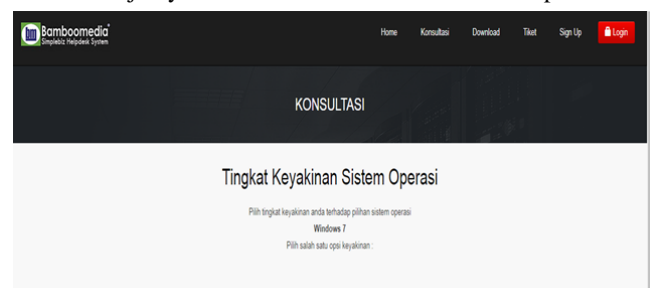 Bamboomedia
Simplebiz Helpdesk System
Home Konsultasi Download Tiket Sign Up Login
KONSULTASI
Tingkat Keyakinan Sistem Operasi
Pilih tingkat keyakinan anda terhadap pilihan sistem operasi
Windows 7
Pilih salah satu opsi keyakinan :